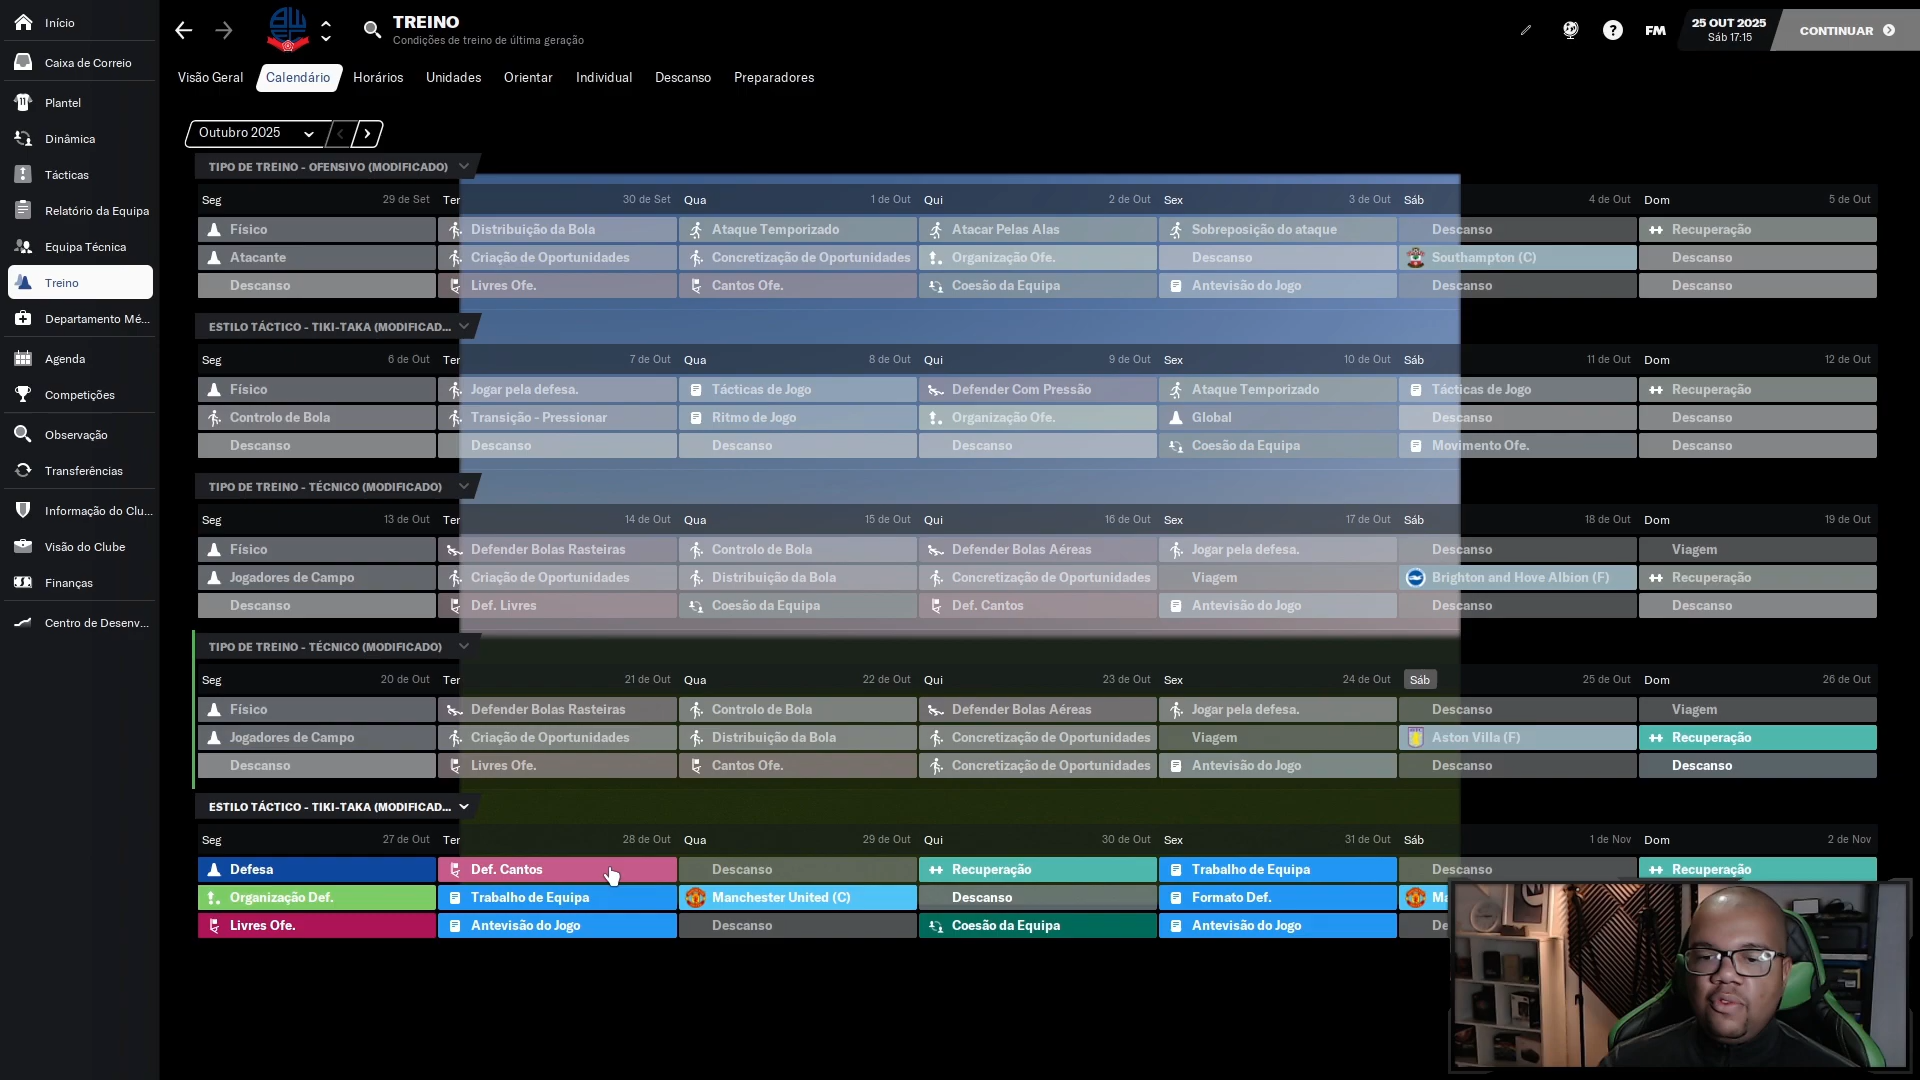 Início
Caixa de Correio
Plantel
Dinâmica
Tácticas
Relatório da Equipa
Equipa Técnica
Treino
Departamento Mé...
Agenda
Competições
Observação
Transferências
Informação do Clu...
Visão do Clube
Finanças
Centro de Desenv...
TREINO
Condições de treino de última geração
FM
25 OUT 2025
Sáb 17:15
CONTINUAR
Visão Geral Calendário Horários Unidades Orientar Individual Descanso Preparadores
Outubro 2025
TIPO DE TREINO - OFENSIVO (MODIFICADO)
Seg 29 de Set Ter 30 de Set Qua 1 de Out Qui 2 de Out Sex 3 de Out Sáb 4 de Out Dom 5 de Out
Físico Distribuição da Bola Ataque Temporizado Atacar Pelas Alas Sobreposição do ataque Descanso Recuperação
Atacante Criação de Oportunidades Concretização de Oportunidades Organização Ofe. Descanso Southampton (C) Descanso
Descanso Livres Ofe. Cantos Ofe. Coesão da Equipa Antevisão do Jogo Descanso Descanso
ESTILO TÁCTICO - TIKI-TAKA (MODIFICAD...
Seg 6 de Out Ter 7 de Out Qua 8 de Out Qui 9 de Out Sex 10 de Out Sáb 11 de Out Dom 12 de Out
Físico Jogar pela defesa. Tácticas de Jogo Defender Com Pressão Ataque Temporizado Tácticas de Jogo Recuperação
Controlo de Bola Transição - Pressionar Ritmo de Jogo Organização Ofe. Global Descanso Descanso
Descanso Descanso Descanso Descanso Coesão da Equipa Movimento Ofe. Descanso
TIPO DE TREINO - TÉCNICO (MODIFICADO)
Seg 13 de Out Ter 14 de Out Qua 15 de Out Qui 16 de Out Sex 17 de Out Sáb 18 de Out Dom 19 de Out
Físico Defender Bolas Rasteiras Controlo de Bola Defender Bolas Aéreas Jogar pela defesa. Descanso Viagem
Jogadores de Campo Criação de Oportunidades Distribuição da Bola Concretização de Oportunidades Viagem Brighton and Hove Albion (F) Recuperação
Descanso Def. Livres Coesão da Equipa Def. Cantos Antevisão do Jogo Descanso Descanso
TIPO DE TREINO - TÉCNICO (MODIFICADO)
Seg 20 de Out Ter 21 de Out Qua 22 de Out Qui 23 de Out Sex 24 de Out Sáb 25 de Out Dom 26 de Out
Físico Defender Bolas Rasteiras Controlo de Bola Defender Bolas Aéreas Jogar pela defesa. Descanso Viagem
Jogadores de Campo Criação de Oportunidades Distribuição da Bola Concretização de Oportunidades Viagem Aston Villa (F) Recuperação
Descanso Livres Ofe. Cantos Ofe. Concretização de Oportunidades Antevisão do Jogo Descanso Descanso
ESTILO TÁCTICO - TIKI-TAKA (MODIFICAD...
Seg 27 de Out Ter 28 de Out Qua 29 de Out Qui 30 de Out Sex 31 de Out Sáb 1 de Nov Dom 2 de Nov
Defesa Def. Cantos Descanso Recuperação Trabalho de Equipa Descanso Recuperação
Organização Def. Trabalho de Equipa Manchester United (C) Descanso Formato Def. Ma
Livres Ofe. Antevisão do Jogo Descanso Coesão da Equipa Antevisão do Jogo De